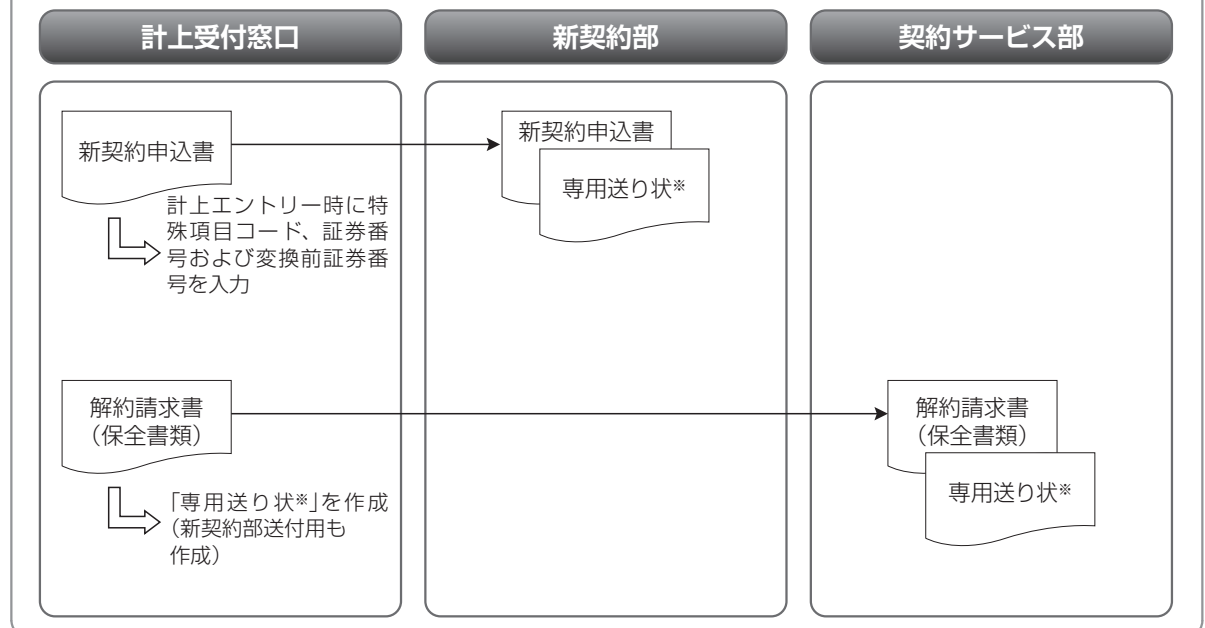 計上受付窓口
新契約部
契約サービス部
新契約申込書
新契約申込書
専用送り状※
計上エントリー時に特
殊項目コード、証券番
号および変換前証券番
号を入力
解約請求書
（保全書類）
解約請求書
（保全書類）
専用送り状※
「専用送り状※」を作成
（新契約部送付用も
作成）